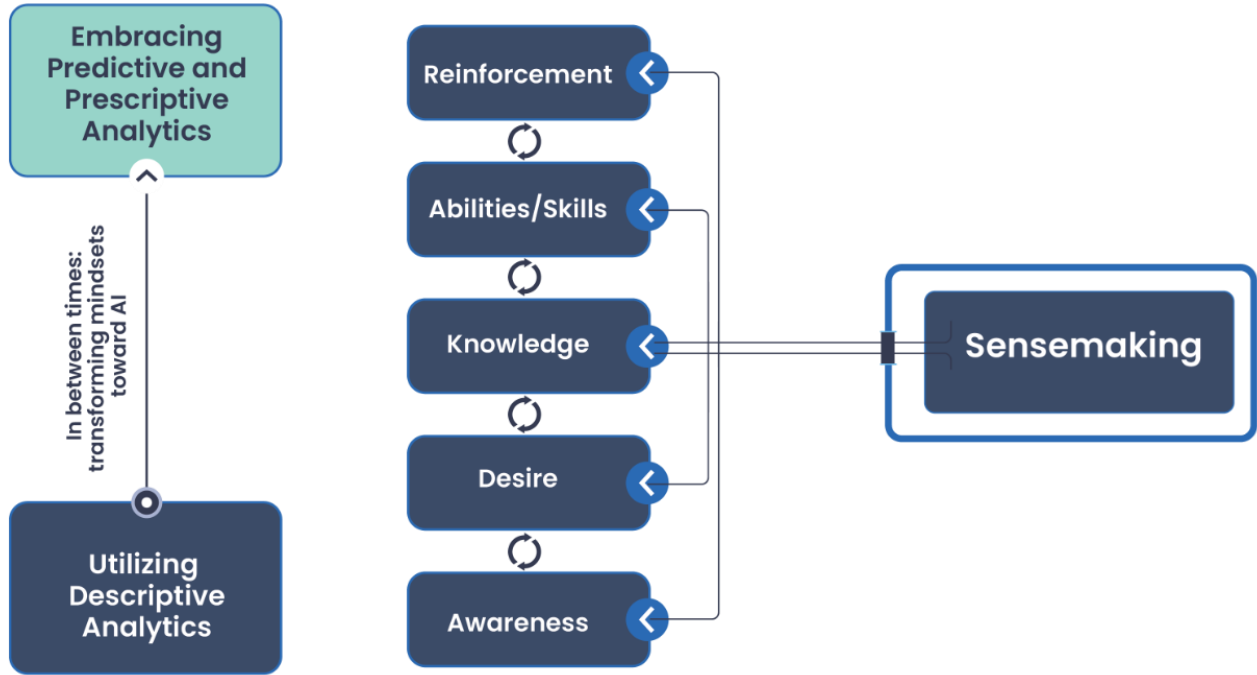 Embracing
Predictive and
Prescriptive
Analytics
In between times:
transforming mindsets
toward AI
Utilizing
Descriptive
Analytics
Reinforcement
Abilities/Skills
Knowledge
Desire
Awareness
Sensemaking